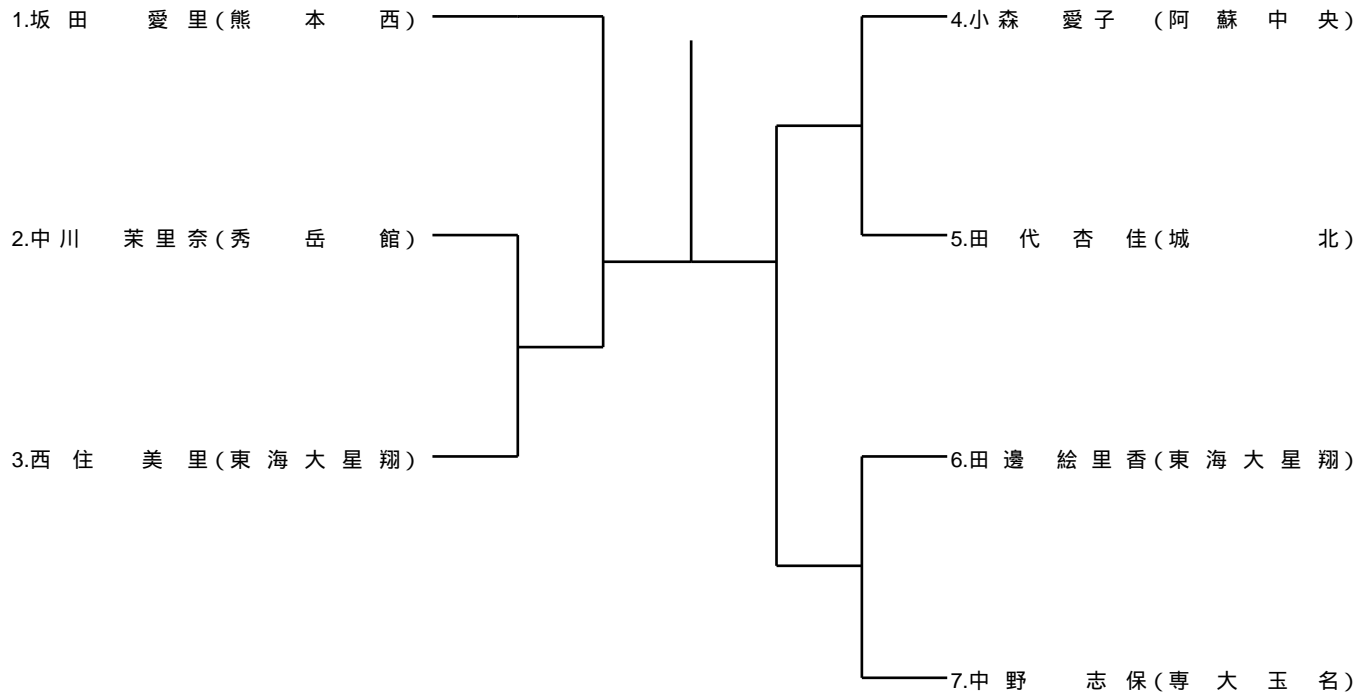 1.坂田 愛里(熊本西)
2.中川 茉里奈(秀岳館)
3.西住 美里(東海大星翔)
4.小森 愛子 (阿蘇中央)
5.田代杏佳(城北)
6.田邊 絵里香(東海大星翔)
7.中野 志保(専大玉名)